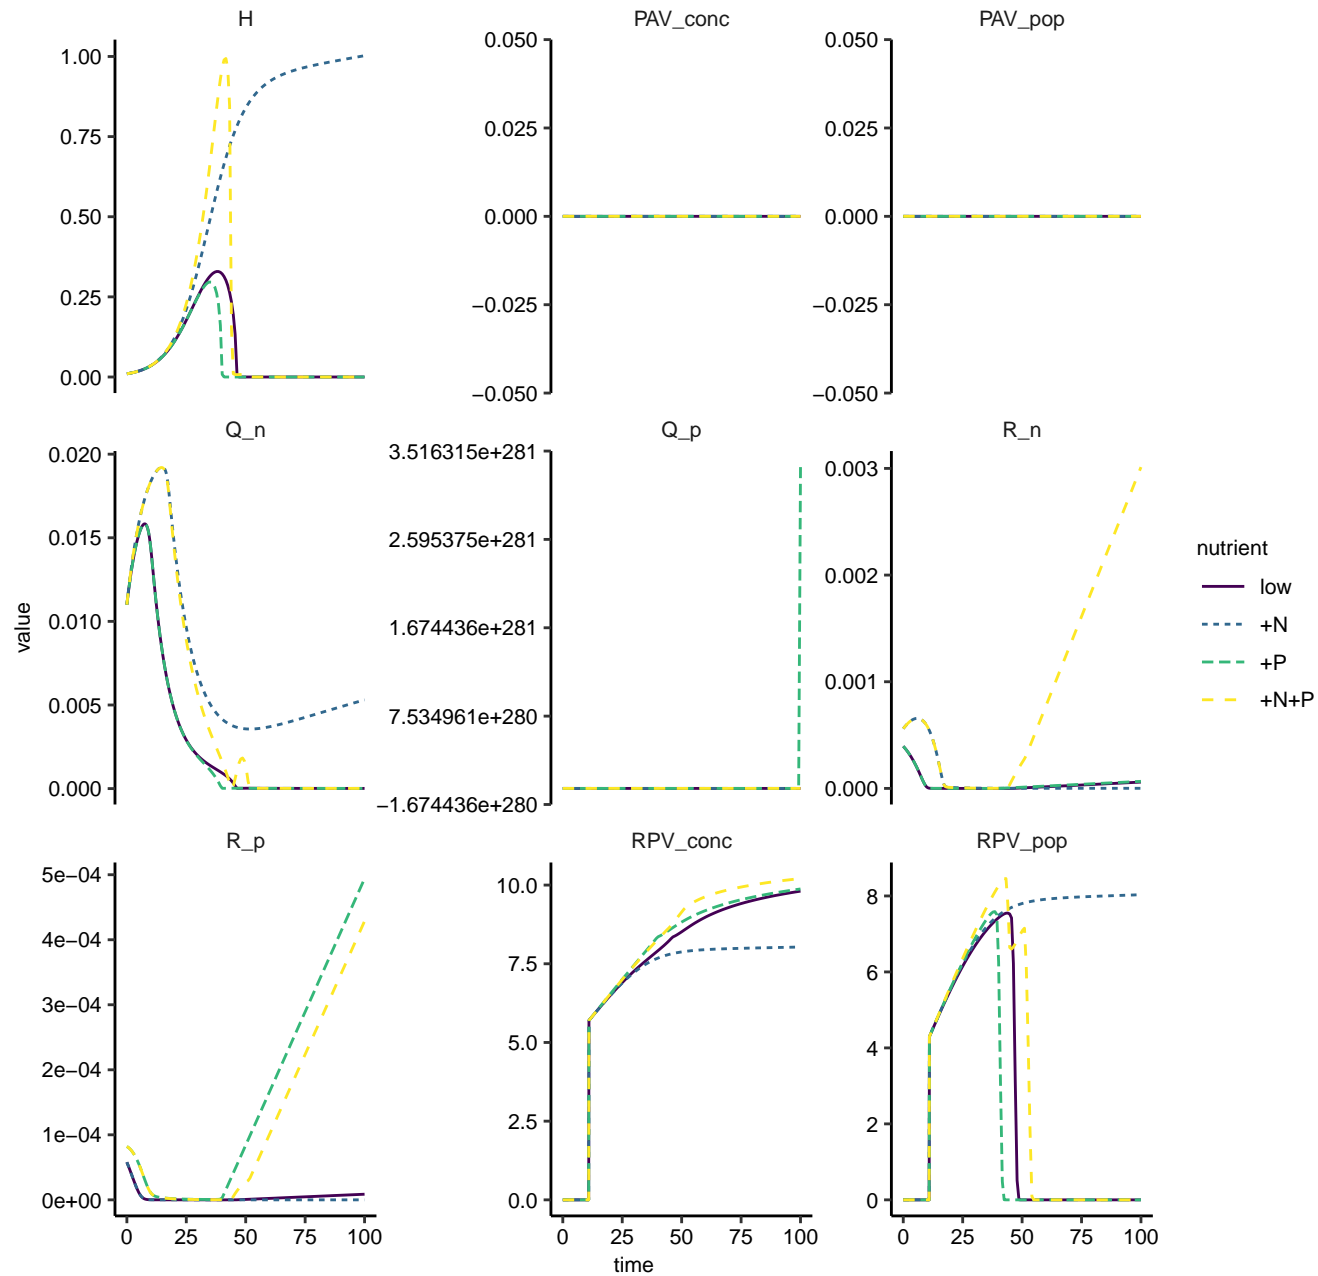 H
PAV_conc
PAV_pop
1.00
0.75
0.50
0.25
0.00
0.050
0.025
0.000
−0.025
−0.050
0.050
0.025
0.000
−0.025
−0.050
Q_n
Q_p
R_n
0.020
0.015
0.010
0.005
0.000
3.516315e+281
2.595375e+281
1.674436e+281
7.534961e+280
−1.674436e+280
0.003
0.002
0.001
0.000
R_p
RPV_conc
RPV_pop
5e−04
4e−04
3e−04
2e−04
1e−04
0e+00
10.0
7.5
5.0
2.5
0.0
8
6
4
2
0
0 25 50 75 100
0 25 50 75 100
0 25 50 75 100
time
value
nutrient
low
+N
+P
+N+P